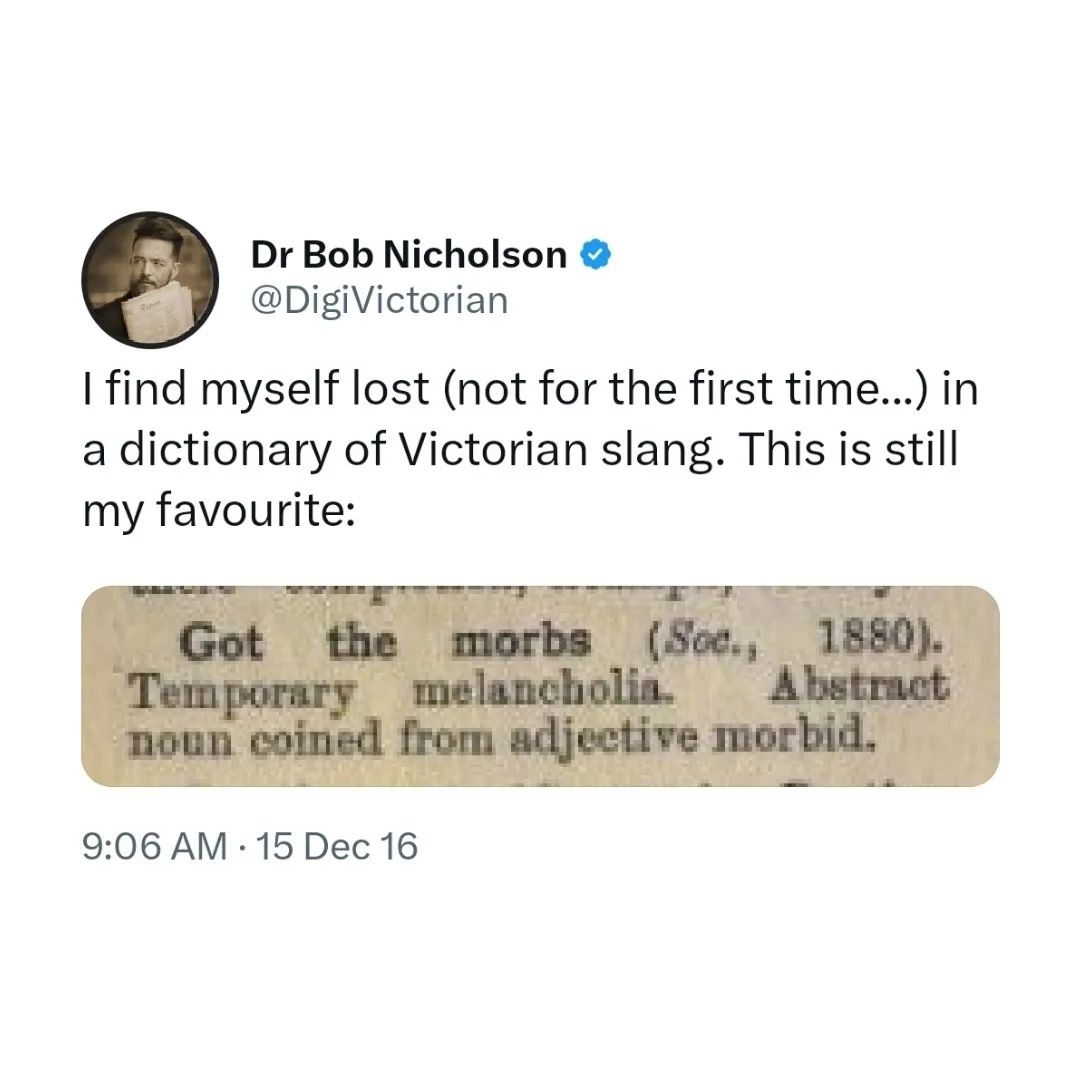 Dr Bob Nicholson
@DigiVictorian
I find myself lost (not for the first time...) in
a dictionary of Victorian slang. This is still
my favourite:
Got the morbs (Soc., 1880).
Temporary melancholia. Abstract
noun coined from adjective morbid.
9:06 AM · 15 Dec 16